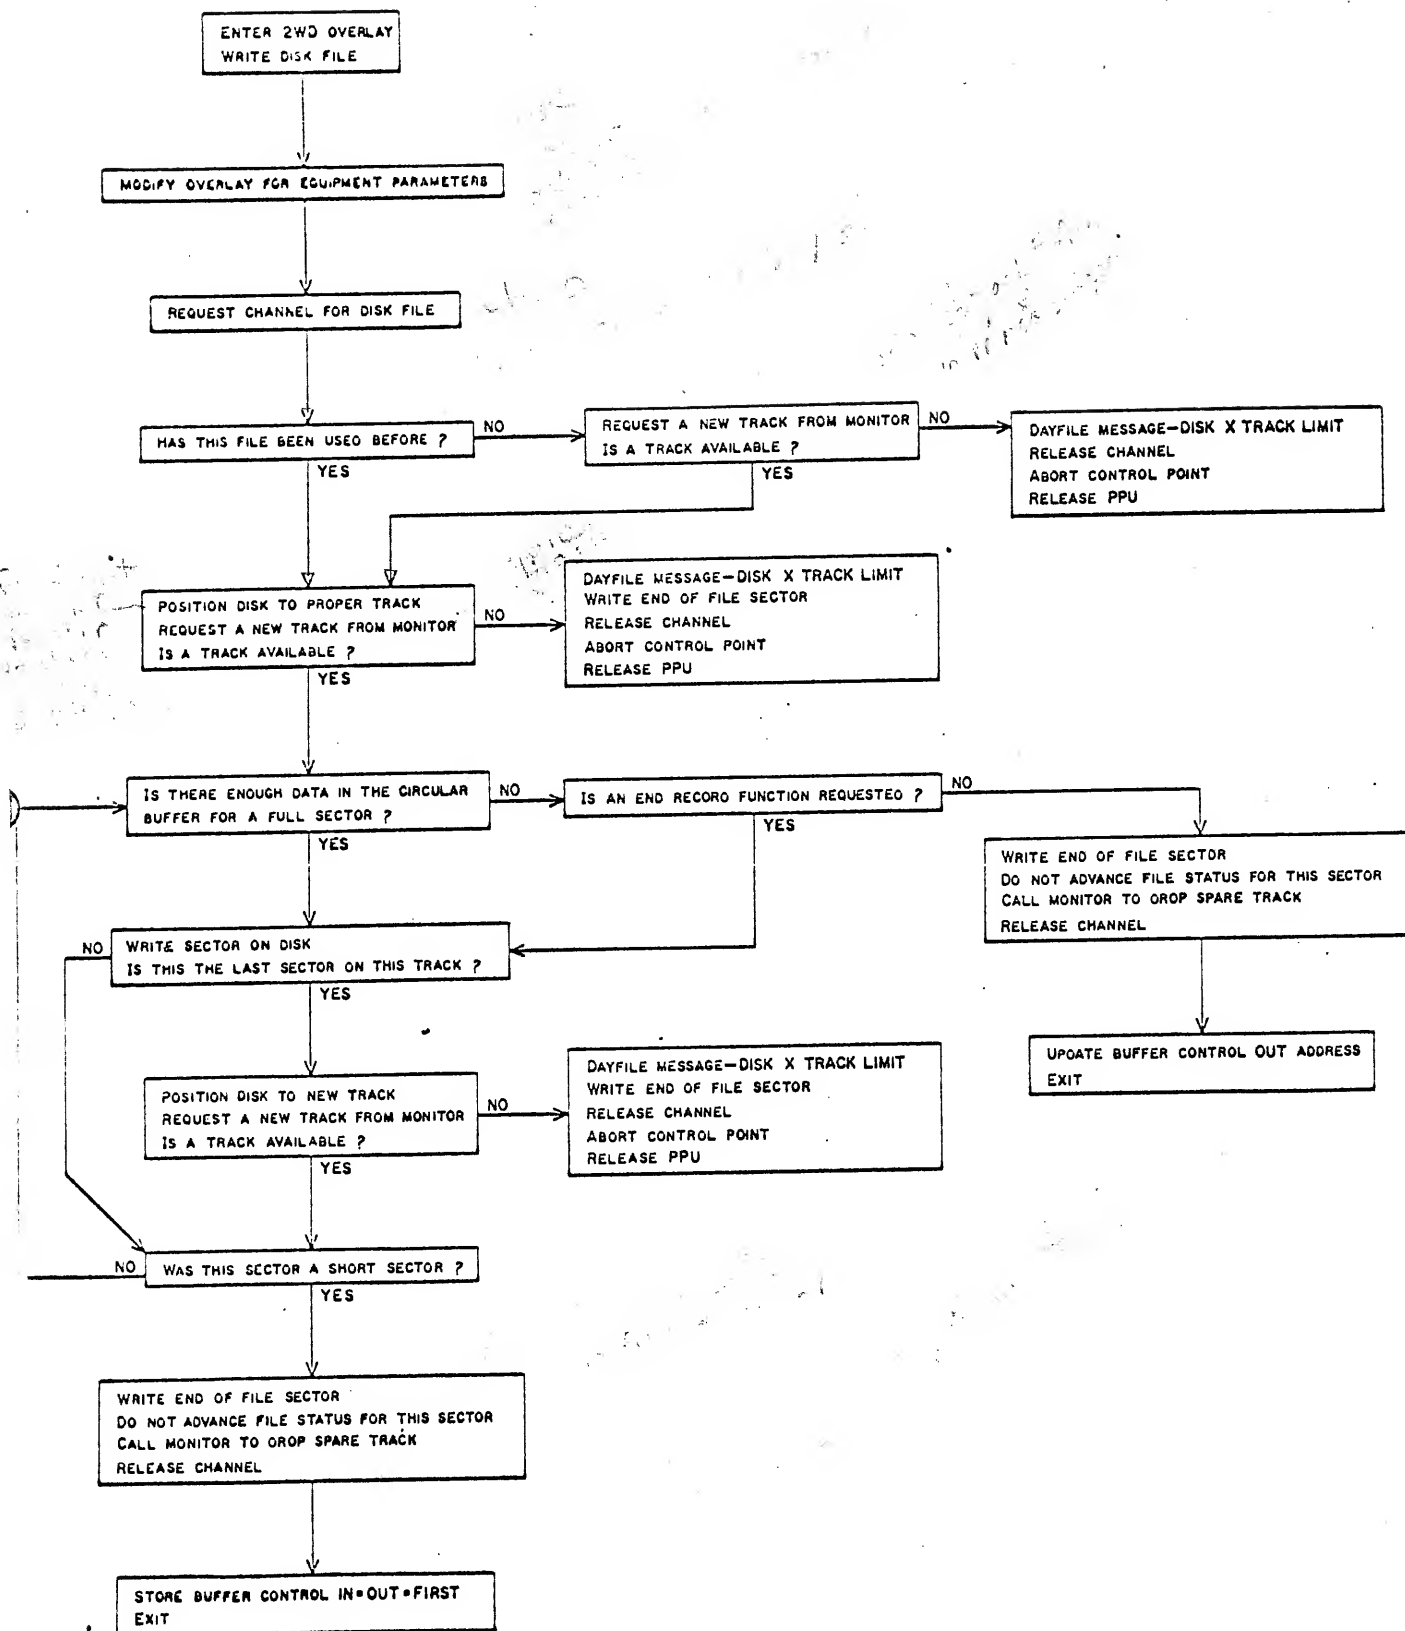 ENTER 2WD OVERLAY
WRITE DISK FILE
MODIFY OVERLAY FOR EQUIPMENT PARAMETERS
REQUEST CHANNEL FOR DISK FILE
HAS THIS FILE BEEN USED BEFORE ?
NO
YES
REQUEST A NEW TRACK FROM MONITOR
IS A TRACK AVAILABLE ?
NO
YES
DAYFILE MESSAGE-DISK X TRACK LIMIT
RELEASE CHANNEL
ABORT CONTROL POINT
RELEASE PPU
POSITION DISK TO PROPER TRACK
REQUEST A NEW TRACK FROM MONITOR
IS A TRACK AVAILABLE ?
NO
YES
DAYFILE MESSAGE-DISK X TRACK LIMIT
WRITE END OF FILE SECTOR
RELEASE CHANNEL
ABORT CONTROL POINT
RELEASE PPU
IS THERE ENOUGH DATA IN THE CIRCULAR
BUFFER FOR A FULL SECTOR ?
NO
YES
IS AN END RECORD FUNCTION REQUESTED ?
NO
YES
WRITE END OF FILE SECTOR
DO NOT ADVANCE FILE STATUS FOR THIS SECTOR
CALL MONITOR TO DROP SPARE TRACK
RELEASE CHANNEL
NO
WRITE SECTOR ON DISK
IS THIS THE LAST SECTOR ON THIS TRACK ?
YES
UPDATE BUFFER CONTROL OUT ADDRESS
EXIT
POSITION DISK TO NEW TRACK
REQUEST A NEW TRACK FROM MONITOR
IS A TRACK AVAILABLE ?
NO
YES
DAYFILE MESSAGE-DISK X TRACK LIMIT
WRITE END OF FILE SECTOR
RELEASE CHANNEL
ABORT CONTROL POINT
RELEASE PPU
NO
WAS THIS SECTOR A SHORT SECTOR ?
YES
WRITE END OF FILE SECTOR
DO NOT ADVANCE FILE STATUS FOR THIS SECTOR
CALL MONITOR TO DROP SPARE TRACK
RELEASE CHANNEL
STORE BUFFER CONTROL IN=OUT=FIRST
EXIT